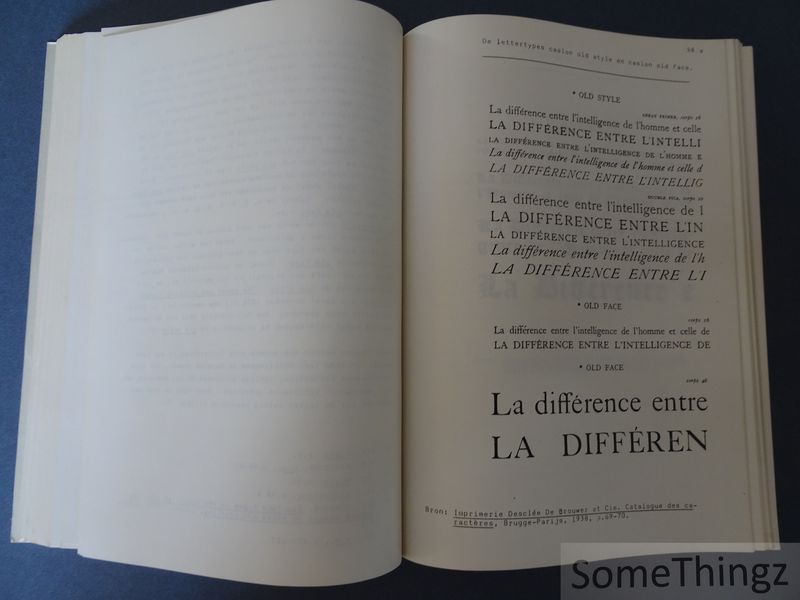 De lettertypes caslon old style en caslon old face.
* OLD STYLE
GREAT PRIMER, corps 18
La différence entre l'intelligence de l'homme et celle
LA DIFFÉRENCE ENTRE L'INTELLI
LA DIFFÉRENCE ENTRE L'INTELLIGENCE DE L'HOMME E
La différence entre l'intelligence de l'homme et celle d
LA DIFFÉRENCE ENTRE L'INTELLIG
DOUBLE PICA, corps
La différence entre l'intelligence de l
LA DIFFÉRENCE ENTRE L'IN
LA DIFFÉRENCE ENTRE L'INTELLIGENCE
La différence entre l'intelligence de l'h
LA DIFFÉRENCE ENTRE L'I
* OLD FACE
corps
La différence entre l'intelligence de l'homme et celle de
LA DIFFÉRENCE ENTRE L'INTELLIGENCE DE
* OLD FACE
corps 48
La différence entre
LA DIFFÉREN
Bron: Imprimerie Desclée De Brouwer et Cie. Catalogue des ca-
ractères, Brugge-Parijs, 1938, p.69-70.
SomeThingz